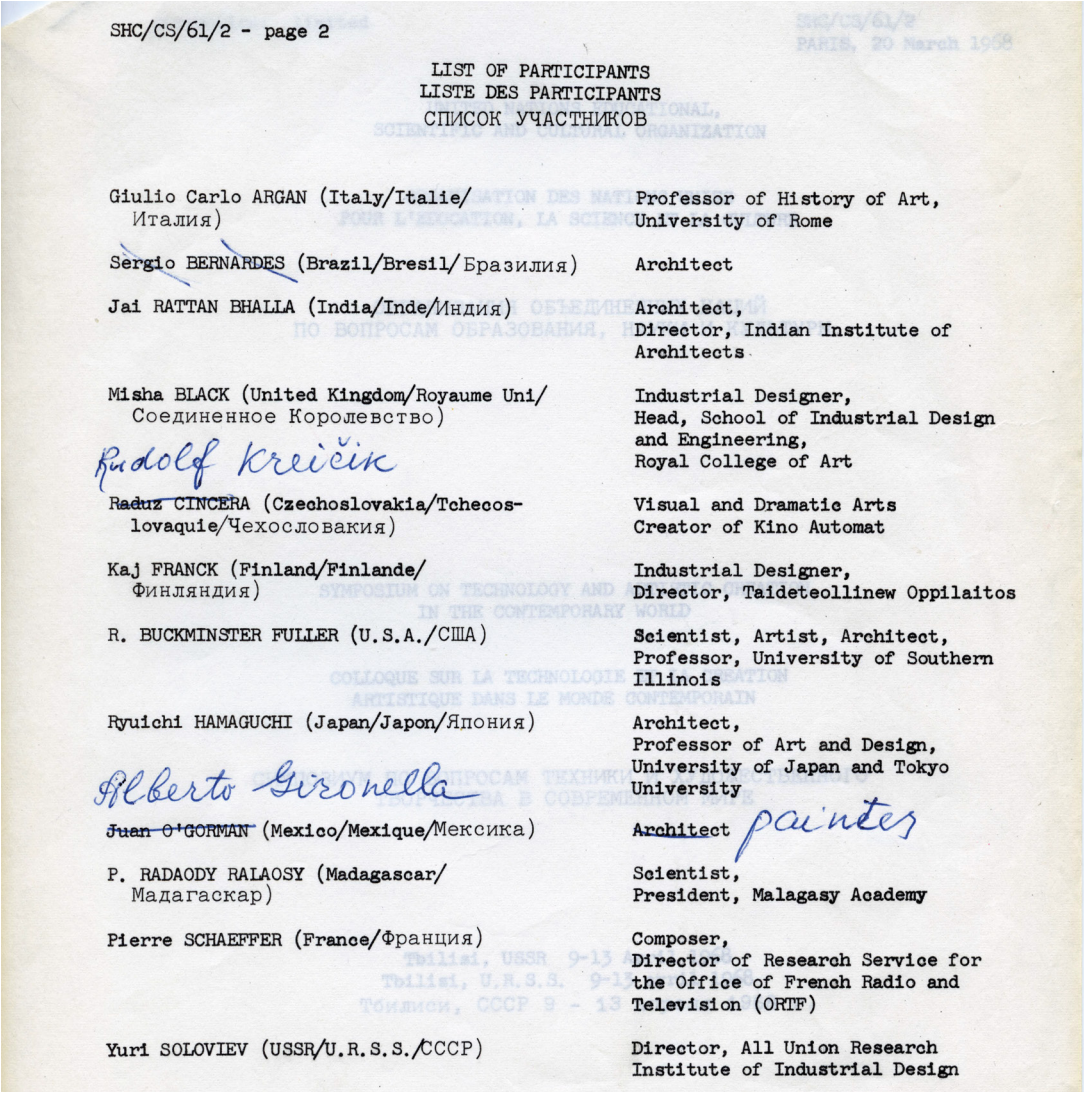 SHC/CS/61/2 - page 2
LIST OF PARTICIPANTS
LISTE DES PARTICIPANTS
СПИСОК УЧАСТНИКОВ
Giulio Carlo ARGAN (Italy/Italie/
Италия)
Professor of History of Art,
University of Rome
Sergio BERNARDES (Brazil/Bresil/Бразилия)
Architect
Jai RATTAN BHALLA (India/Inde/Индия)
Architect,
Director, Indian Institute of
Architects
Misha BLACK (United Kingdom/Royaume Uni/
Соединенное Королевство)
Industrial Designer,
Head, School of Industrial Design
and Engineering,
Royal College of Art
Rudolf Kreičik
Raduz CINCERA (Czechoslovakia/Tchecos-
lovaquie/Чехословакия)
Visual and Dramatic Arts
Creator of Kino Automat
Kaj FRANCK (Finland/Finlande/
Финляндия)
Industrial Designer,
Director, Taideteollinew Oppilaitos
R. BUCKMINSTER FULLER (U.S.A./США)
Scientist, Artist, Architect,
Professor, University of Southern
Illinois
Ryuichi HAMAGUCHI (Japan/Japon/Япония)
Architect,
Professor of Art and Design,
University of Japan and Tokyo
University
Alberto Gironella
Juan O'GORMAN (Mexico/Mexique/Мексика)
Architect painter
P. RADAODY RALAOSY (Madagascar/
Мадагаскар)
Scientist,
President, Malagasy Academy
Pierre SCHAEFFER (France/Франция)
Composer,
Director of Research Service for
the Office of French Radio and
Television (ORTF)
Yuri SOLOVIEV (USSR/U.R.S.S./СССР)
Director, All Union Research
Institute of Industrial Design